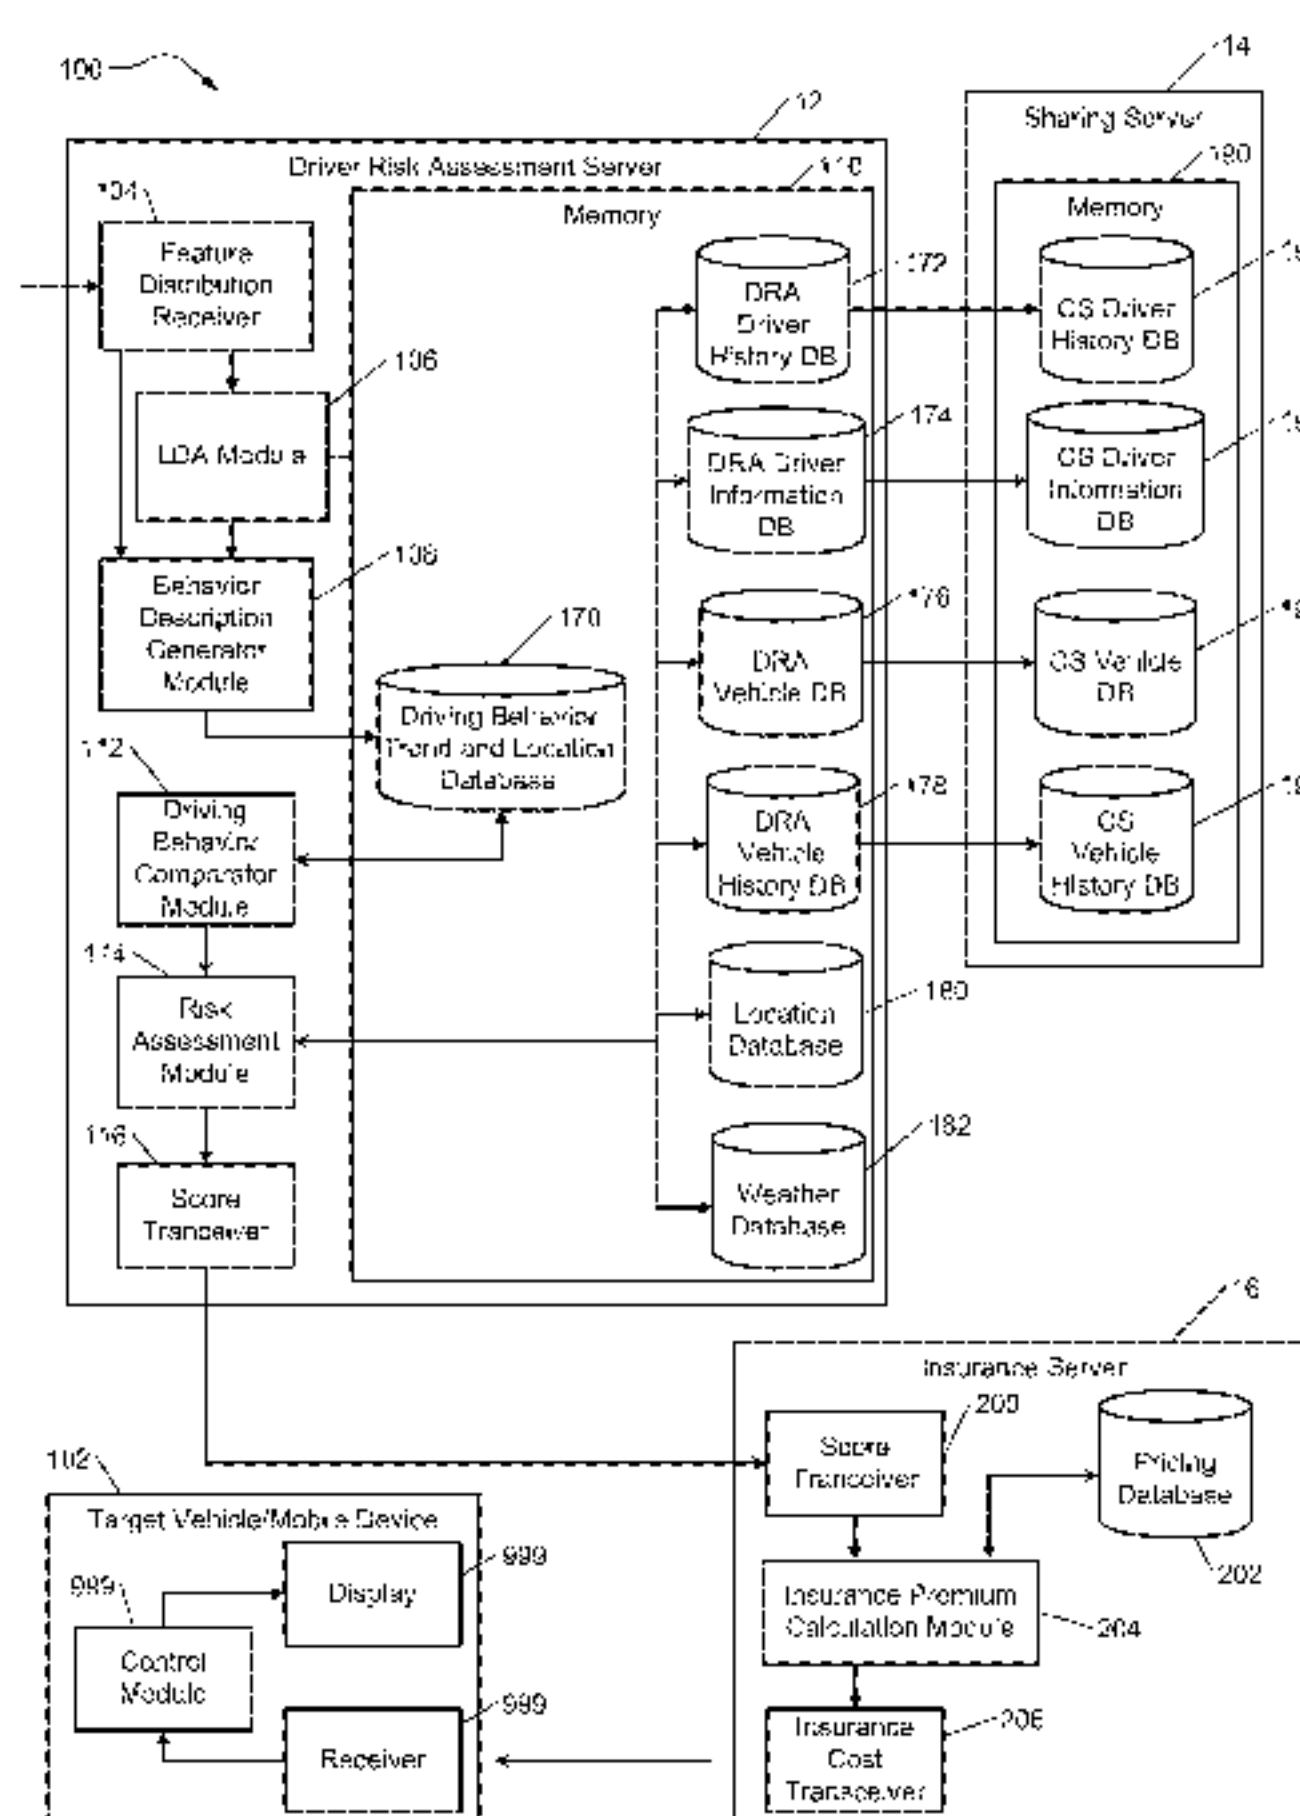 100
12
14
Driver Risk Assessment Server
Sharing Server
104
110
190
Memory
Memory
Feature
Distribution
Receiver
172
DRA
Driver
History DB
CS Driver
History DB
106
LDA Module
174
DRA Driver
Information
DB
CS Driver
Information
DB
108
Behavior
Description
Generator
Module
176
DRA
Vehicle DB
CS Vehicle
DB
170
Driving Behavior
Trend and Location
Database
112
Driving
Behavior
Comparator
Module
178
DRA
Vehicle
History DB
CS
Vehicle
History DB
114
Risk
Assessment
Module
180
Location
Database
116
Score
Tranceiver
182
Weather
Database
16
Insurance Server
200
Score
Tranceiver
Pricing
Database
202
102
Target Vehicle/Mobile Device
999
Display
999
Control
Module
Insurance Premium
Calculation Module
204
999
Receiver
206
Insurance
Cost
Transceiver